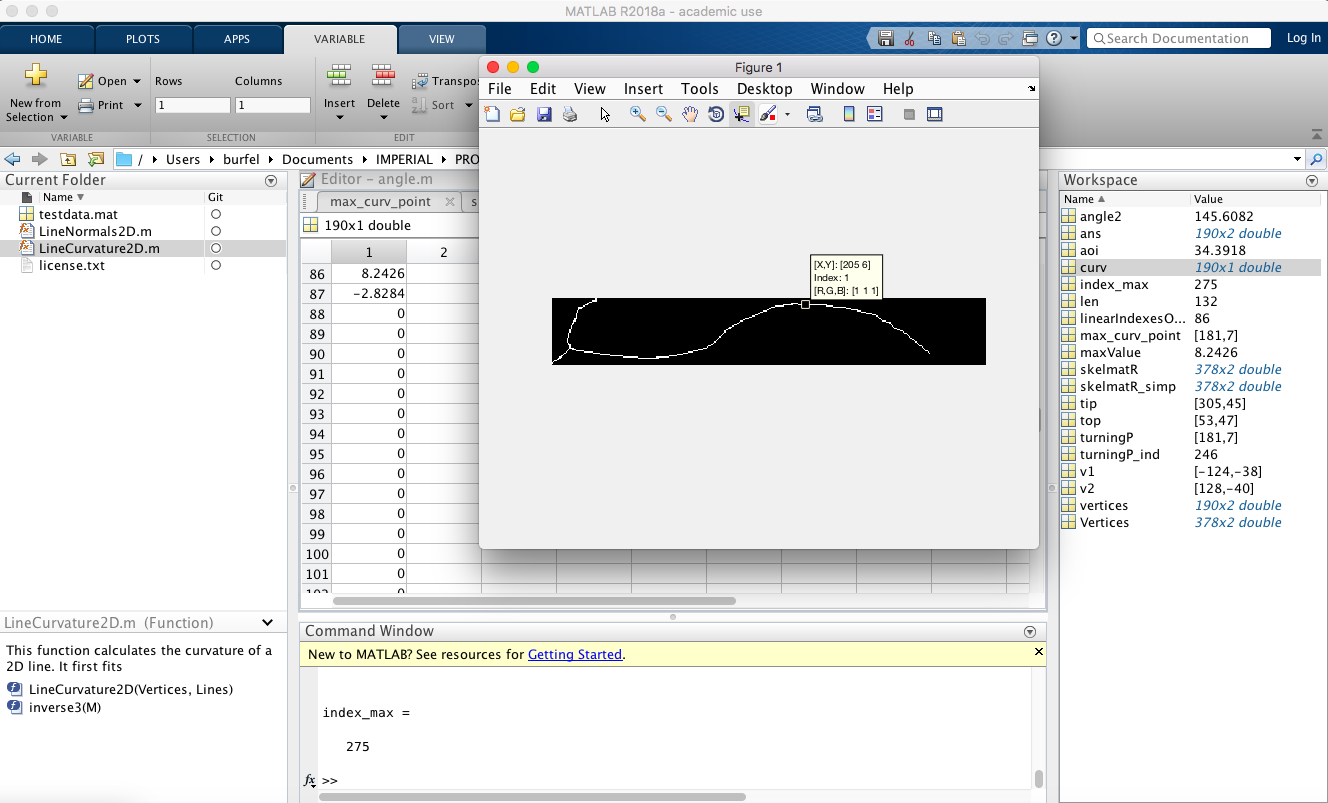 MATLAB R2018a - academic use
HOME
PLOTS
APPS
VARIABLE
VIEW
Search Documentation
Log In
New from
Selection
Open
Print
Rows
Columns
1
1
Insert
Delete
Transpo
Sort
VARIABLE
SELECTION
EDIT
/ Users burfel Documents IMPERIAL PRO
Current Folder
Name
Git
testdata.mat
LineNormals2D.m
LineCurvature2D.m
license.txt
LineCurvature2D.m (Function)
This function calculates the curvature of a
2D line. It first fits
LineCurvature2D(Vertices, Lines)
inverse3(M)
Editor – angle.m
max_curv_point
s
190x1 double
1 2
86 8.2426
87 -2.8284
88 0
89 0
90 0
91 0
92 0
93 0
94 0
95 0
96 0
97 0
98 0
99 0
100 0
101 0
102 0
Figure 1
File Edit View Insert Tools Desktop Window Help
[X,Y]: [205 6]
Index: 1
[R,G,B]: [1 1 1]
Command Window
New to MATLAB? See resources for Getting Started.
index_max =
275
fx >>
Workspace
Name Value
angle2 145.6082
ans 190x2 double
aoi 34.3918
curv 190x1 double
index_max 275
len 132
linearIndexesO... 86
max_curv_point [181,7]
maxValue 8.2426
skelmatR 378x2 double
skelmatR_simp 378x2 double
tip [305,45]
top [53,47]
turningP [181,7]
turningP_ind 246
v1 [-124,-38]
v2 [128,-40]
vertices 190x2 double
Vertices 378x2 double